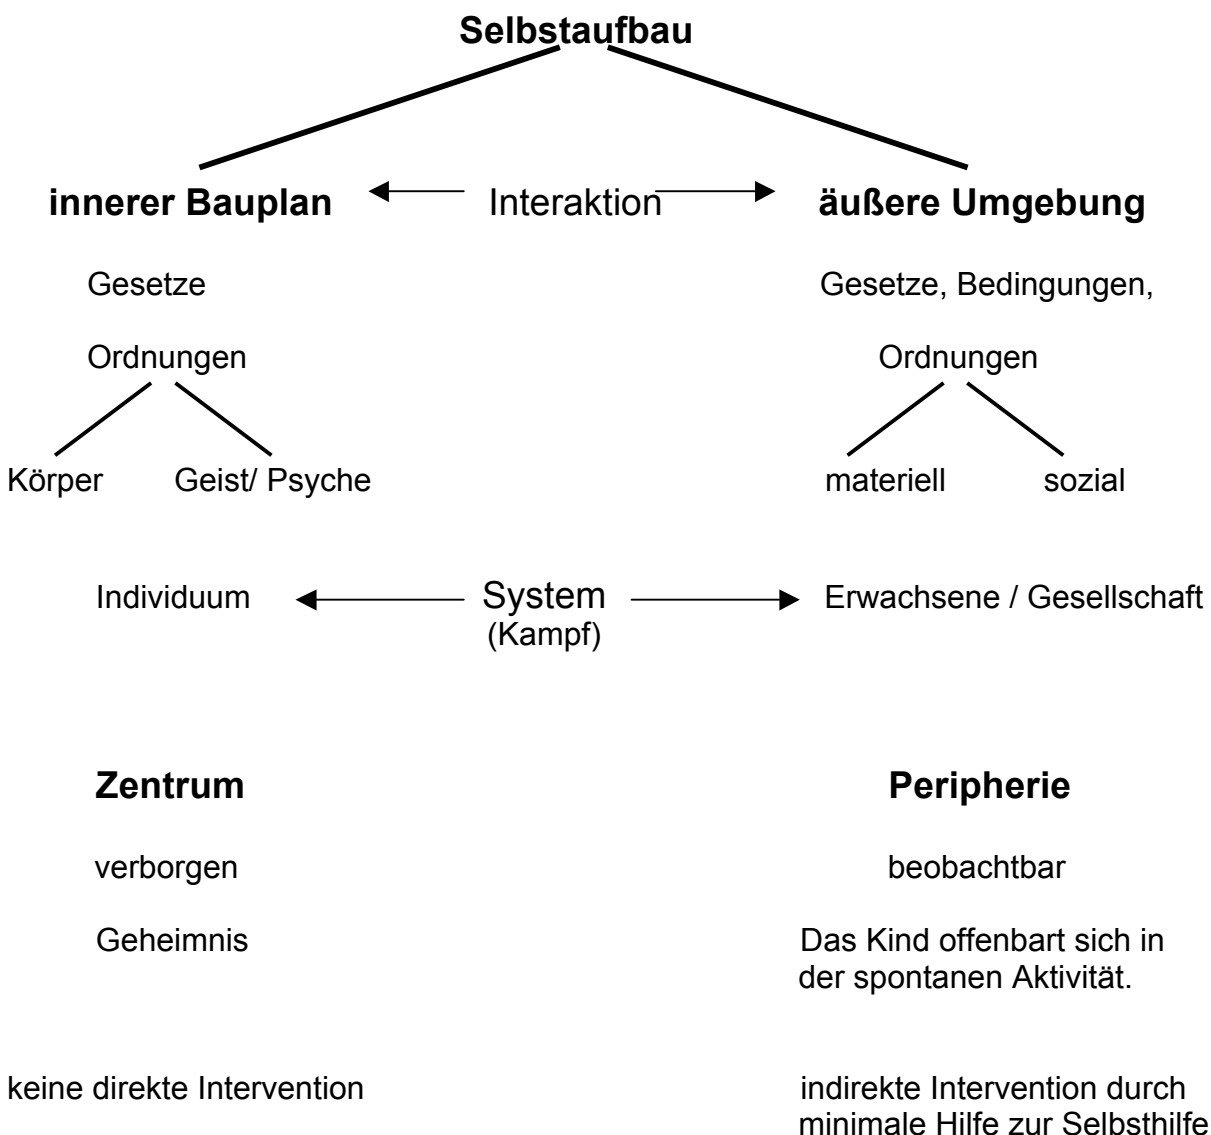 Selbstaufbau
innerer Bauplan Interaktion äußere Umgebung
Gesetze Gesetze, Bedingungen,
Ordnungen Ordnungen
Körper Geist/ Psyche materiell sozial
Individuum System Erwachsene / Gesellschaft
(Kampf)
Zentrum Peripherie
verborgen beobachtbar
Geheimnis Das Kind offenbart sich in
der spontanen Aktivität.
keine direkte Intervention indirekte Intervention durch
minimale Hilfe zur Selbsthilfe